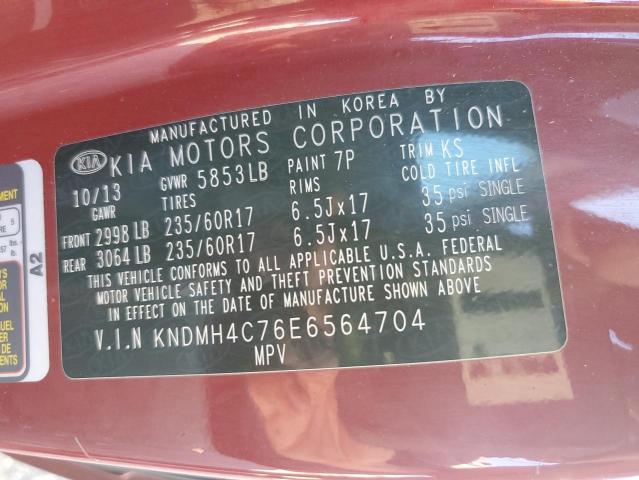 MANUFACTURED IN KOREA BY
KIA KIA MOTORS CORPORATION
10/13 GVWR 5853LB PAINT 7P TRIM KS
GAWR TIRES RIMS COLD TIRE INFL
FRONT 2998 LB 235/60R17 6.5Jx17 35 psi SINGLE
REAR 3064 LB 235/60R17 6.5Jx17 35 psi SINGLE
THIS VEHICLE CONFORMS TO ALL APPLICABLE U.S.A. FEDERAL
MOTOR VEHICLE SAFETY AND THEFT PREVENTION STANDARDS
IN EFFECT ON THE DATE OF MANUFACTURE SHOWN ABOVE
V.I.N KNDMH4C76E6564704
MPV
A2